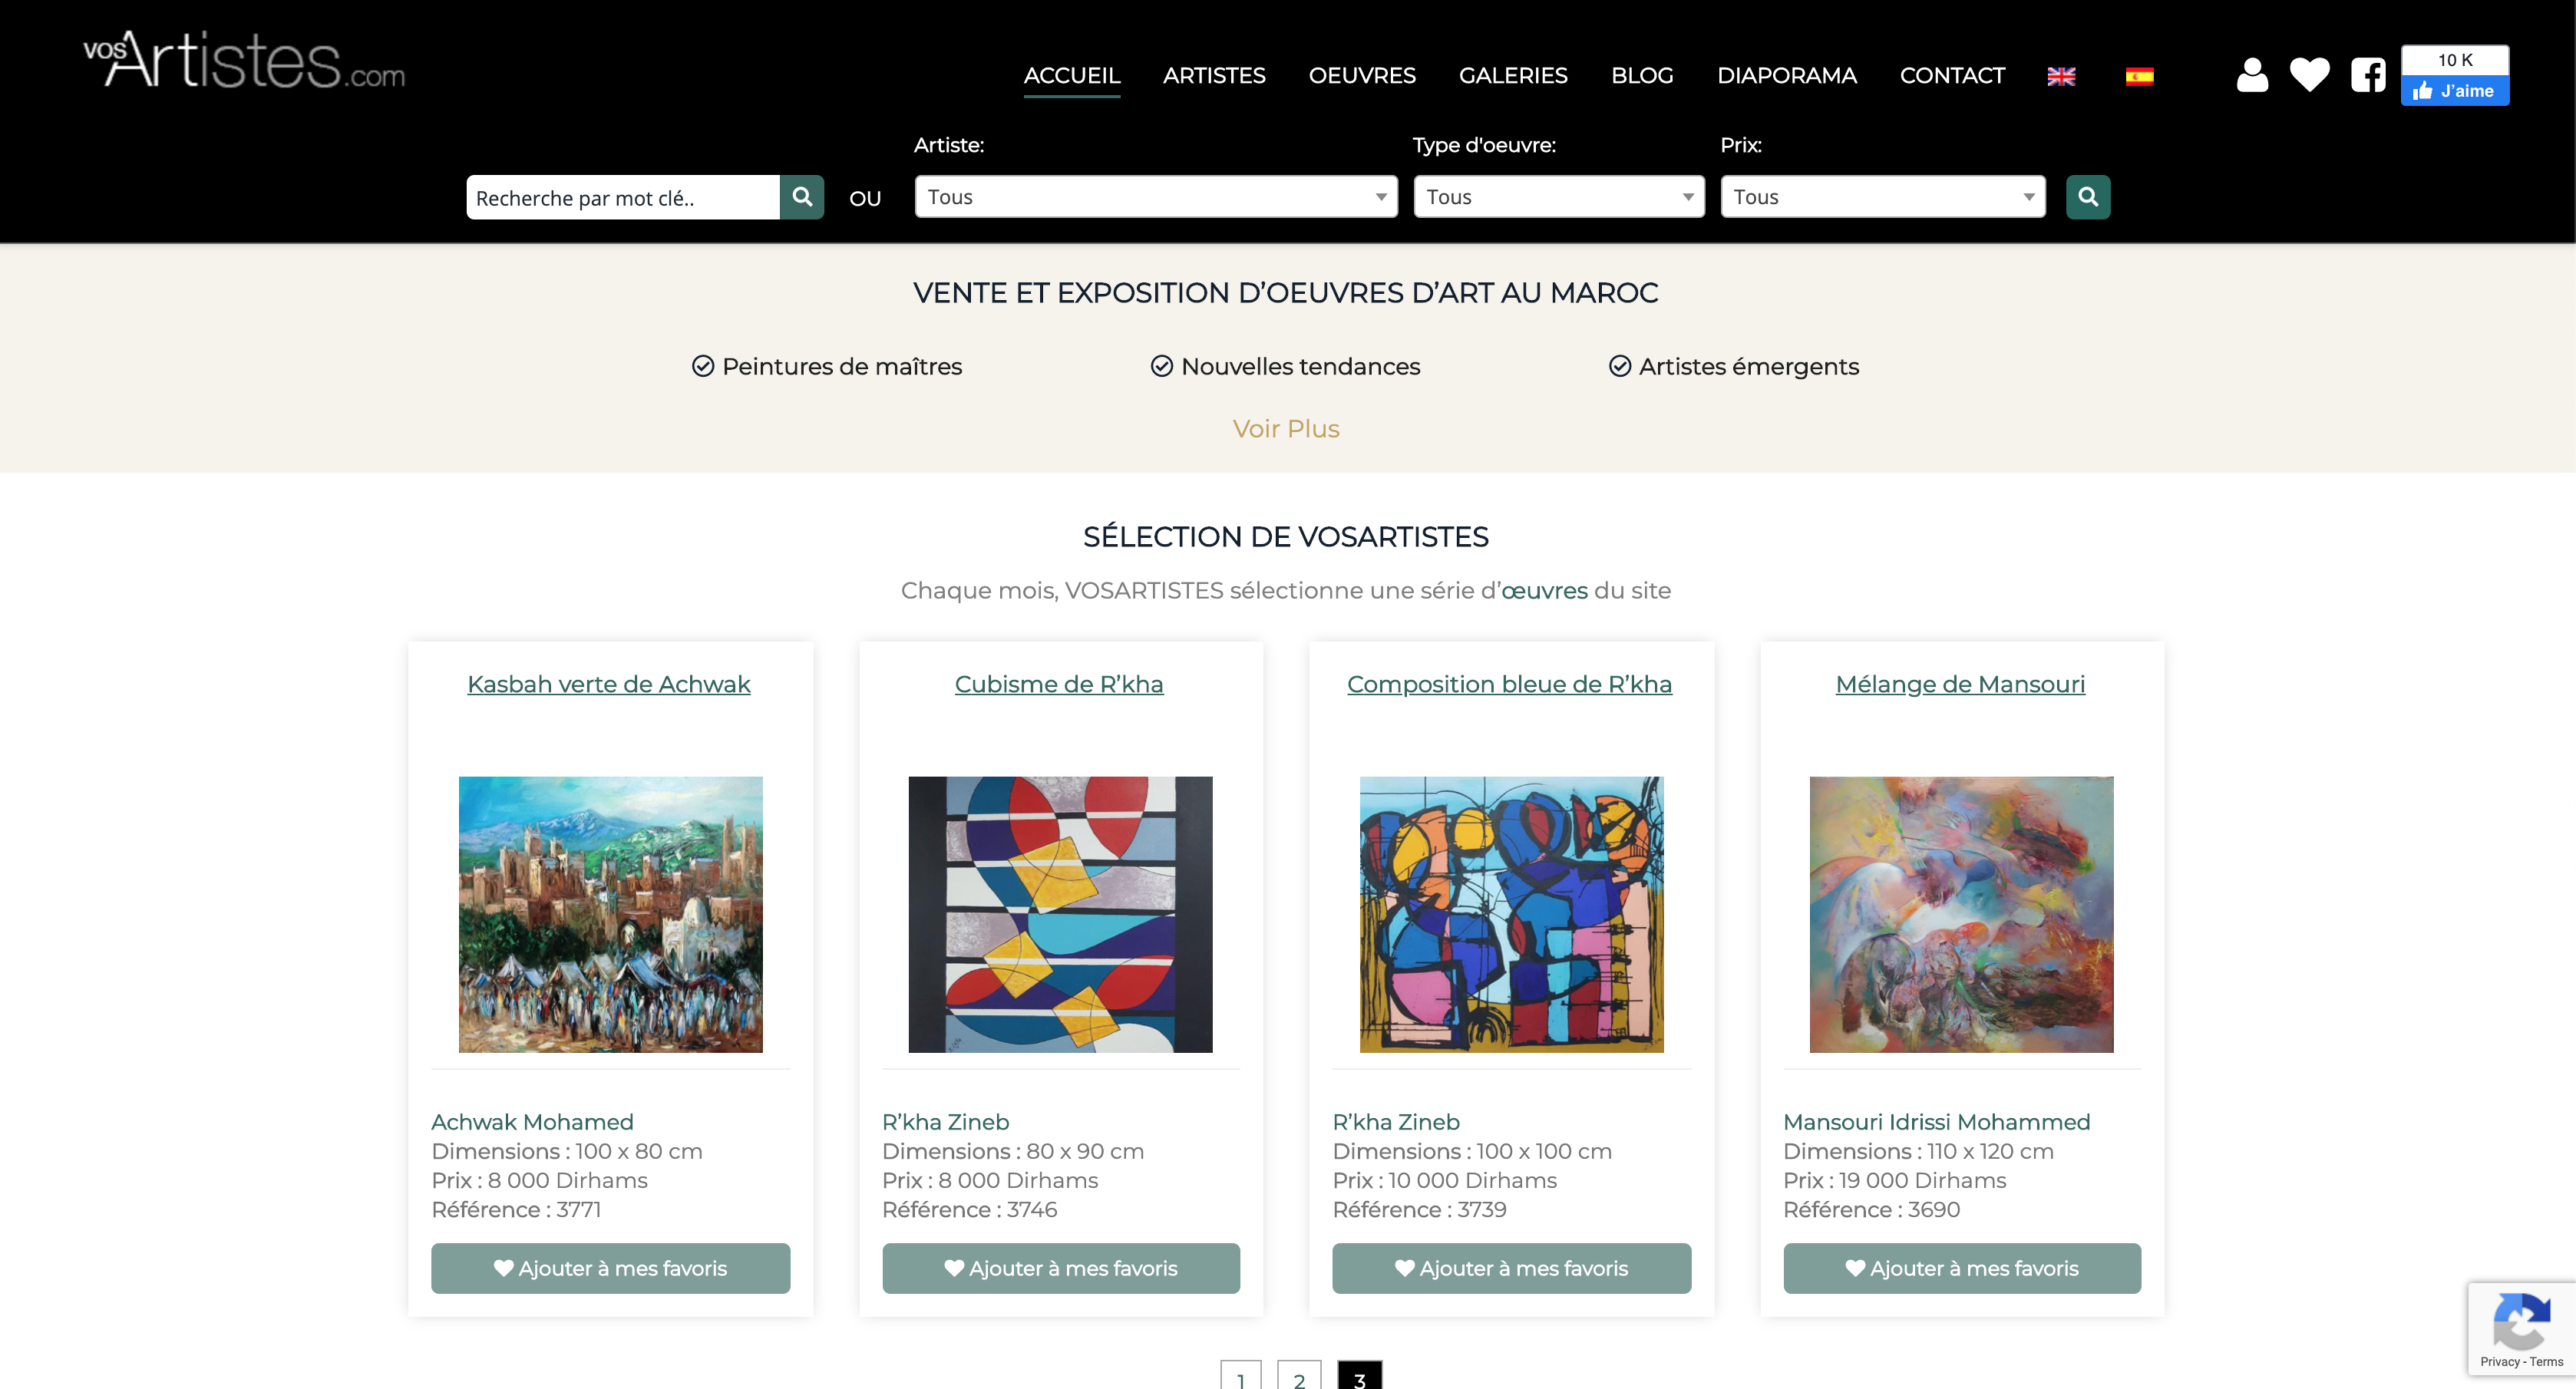 vosArtistes.com
ACCUEIL ARTISTES OEUVRES GALERIES BLOG DIAPORAMA CONTACT
10 K
J'aime
Artiste: Type d'oeuvre: Prix:
Recherche par mot clé.. OU Tous Tous Tous
VENTE ET EXPOSITION D’OEUVRES D’ART AU MAROC
Peintures de maîtres Nouvelles tendances Artistes émergents
Voir Plus
SÉLECTION DE VOSARTISTES
Chaque mois, VOSARTISTES sélectionne une série d’œuvres du site
Kasbah verte de Achwak
Achwak Mohamed
Dimensions : 100 x 80 cm
Prix : 8 000 Dirhams
Référence : 3771
Ajouter à mes favoris
Cubisme de R’kha
R’kha Zineb
Dimensions : 80 x 90 cm
Prix : 8 000 Dirhams
Référence : 3746
Ajouter à mes favoris
Composition bleue de R’kha
R’kha Zineb
Dimensions : 100 x 100 cm
Prix : 10 000 Dirhams
Référence : 3739
Ajouter à mes favoris
Mélange de Mansouri
Mansouri Idrissi Mohammed
Dimensions : 110 x 120 cm
Prix : 19 000 Dirhams
Référence : 3690
Ajouter à mes favoris
1 2 3
Privacy - Terms